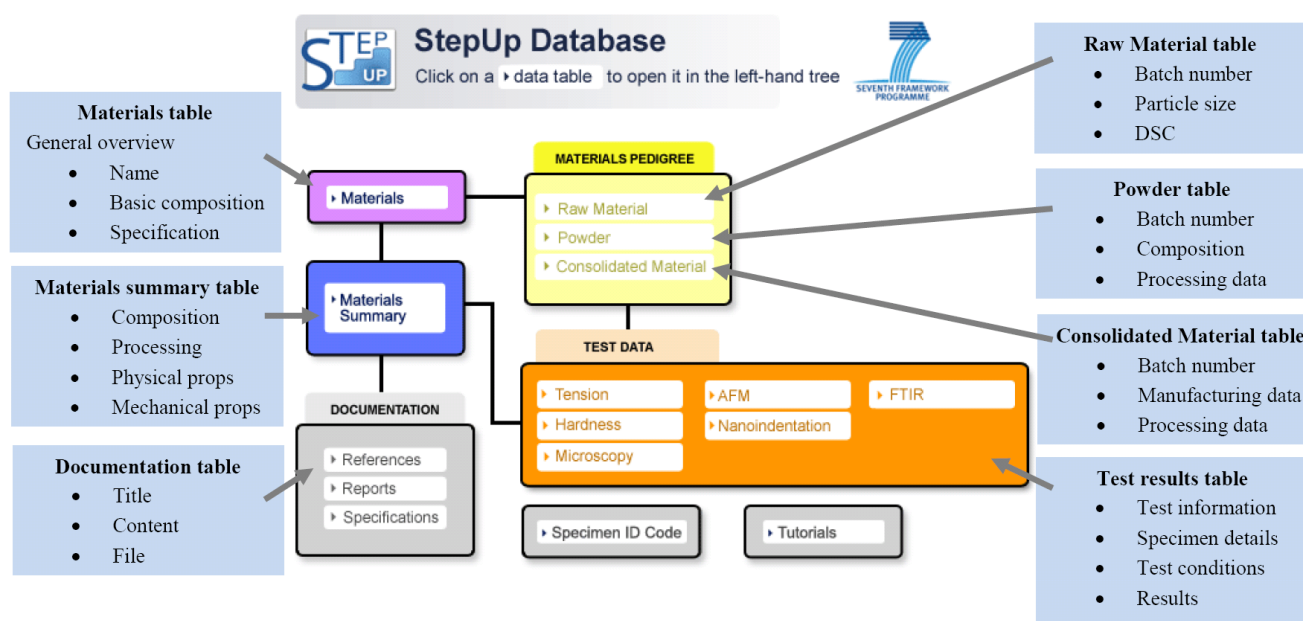 STEP
UP
StepUp Database
Click on a data table to open it in the left-hand tree
SEVENTH FRAMEWORK
PROGRAMME
Materials table
General overview
• Name
• Basic composition
• Specification
Materials summary table
• Composition
• Processing
• Physical props
• Mechanical props
Documentation table
• Title
• Content
• File
Materials
Materials
Summary
DOCUMENTATION
References
Reports
Specifications
MATERIALS PEDIGREE
Raw Material
Powder
Consolidated Material
TEST DATA
Tension
Hardness
Microscopy
AFM
Nanoindentation
FTIR
Specimen ID Code
Tutorials
Raw Material table
• Batch number
• Particle size
• DSC
Powder table
• Batch number
• Composition
• Processing data
Consolidated Material table
• Batch number
• Manufacturing data
• Processing data
Test results table
• Test information
• Specimen details
• Test conditions
• Results